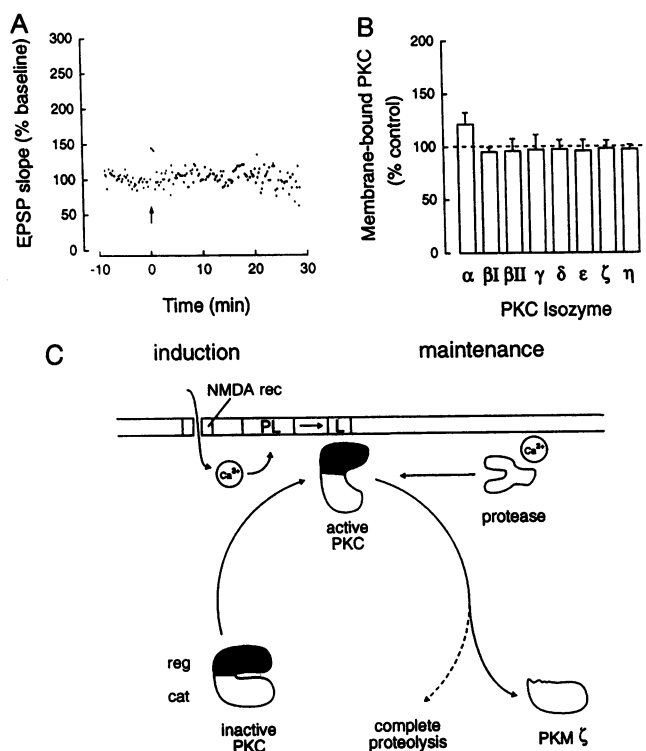 A
EPSP slope (% baseline)
300
250
200
150
100
50
0
-10 0 10 20 30
Time (min)
B
Membrane-bound PKC
(% control)
200
150
100
50
0
α βI βII γ δ ε ζ η
PKC Isozyme
C
induction
maintenance
NMDA rec
PL
L
Ca²⁺
Ca²⁺
active
PKC
protease
reg
cat
inactive
PKC
complete
proteolysis
PKM ζ